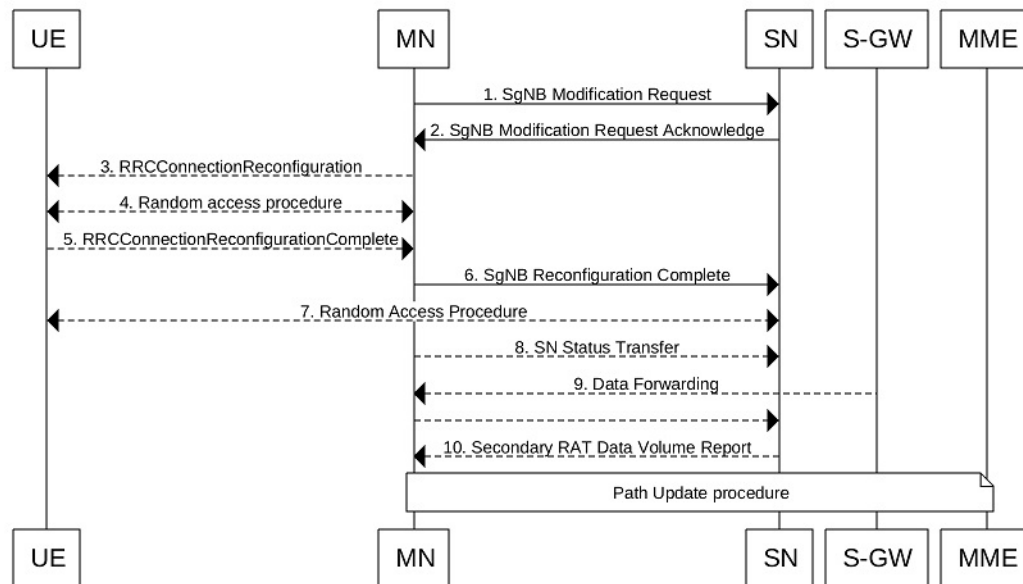 UE
MN
SN
S-GW
MME
1. SgNB Modification Request
2. SgNB Modification Request Acknowledge
3. RRCConnectionReconfiguration
4. Random access procedure
5. RRCConnectionReconfigurationComplete
6. SgNB Reconfiguration Complete
7. Random Access Procedure
8. SN Status Transfer
9. Data Forwarding
10. Secondary RAT Data Volume Report
Path Update procedure
UE
MN
SN
S-GW
MME